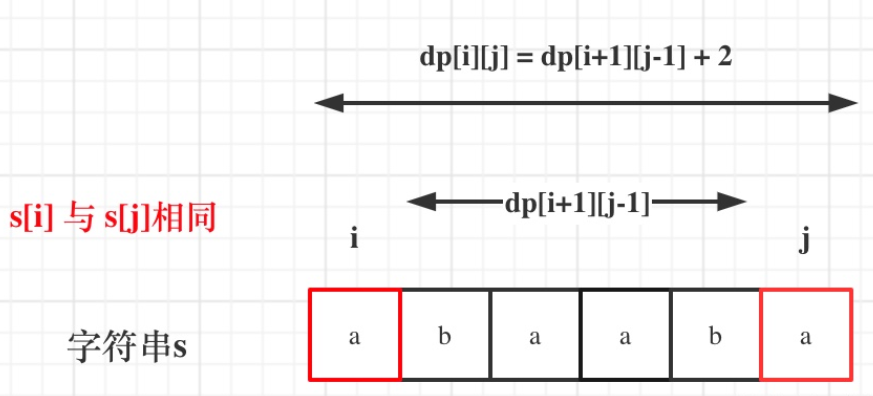 dp[i][j] = dp[i+1][j-1] + 2
dp[i+1][j-1]
s[i] 与 s[j]相同
i
j
字符串s
a b a a b a